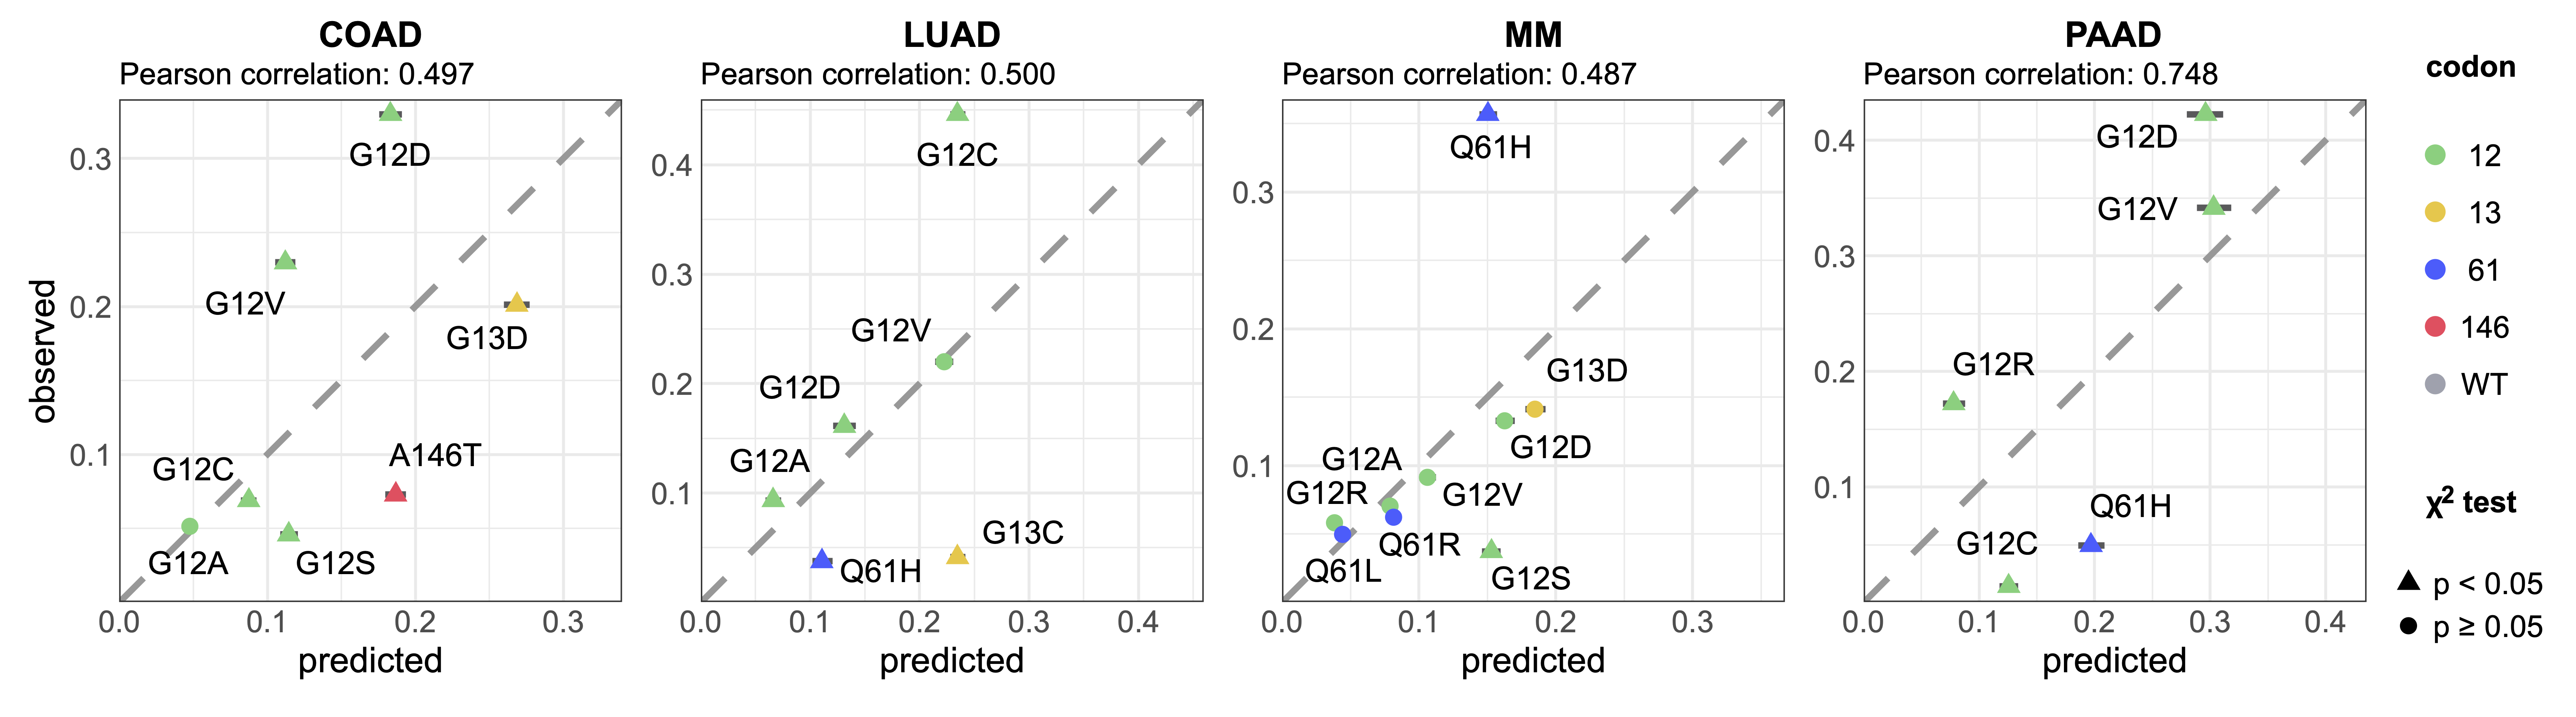 COAD
Pearson correlation: 0.497
observed
0.3
0.2
0.1
G12D
G12V
G13D
G12C
A146T
G12A
G12S
0.0
0.1
0.2
0.3
predicted
LUAD
Pearson correlation: 0.500
0.4
0.3
0.2
0.1
G12C
G12V
G12D
G12A
G13C
Q61H
0.0
0.1
0.2
0.3
0.4
predicted
MM
Pearson correlation: 0.487
0.3
0.2
0.1
Q61H
G13D
G12D
G12A
G12R
G12V
Q61R
Q61L
G12S
0.0
0.1
0.2
0.3
predicted
PAAD
Pearson correlation: 0.748
0.4
0.3
0.2
0.1
G12D
G12V
G12R
Q61H
G12C
0.0
0.1
0.2
0.3
0.4
predicted
codon
12
13
61
146
WT
χ² test
p < 0.05
p ≥ 0.05